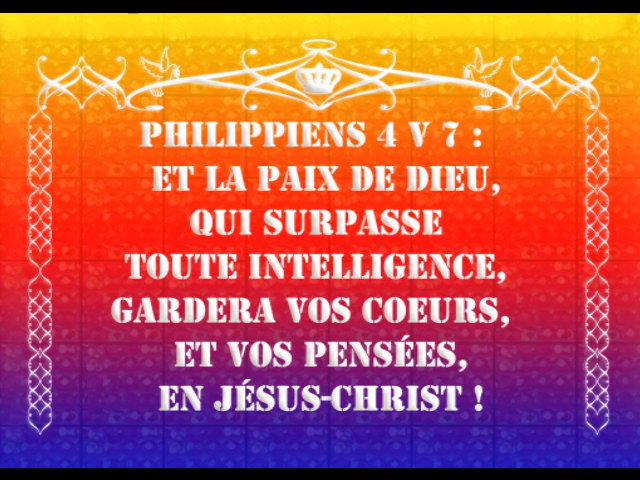 PHILIPPIENS 4 V 7 :
ET LA PAIX DE DIEU,
QUI SURPASSE
TOUTE INTELLIGENCE,
GARDERA VOS COEURS,
ET VOS PENSÉES,
EN JÉSUS-CHRIST !